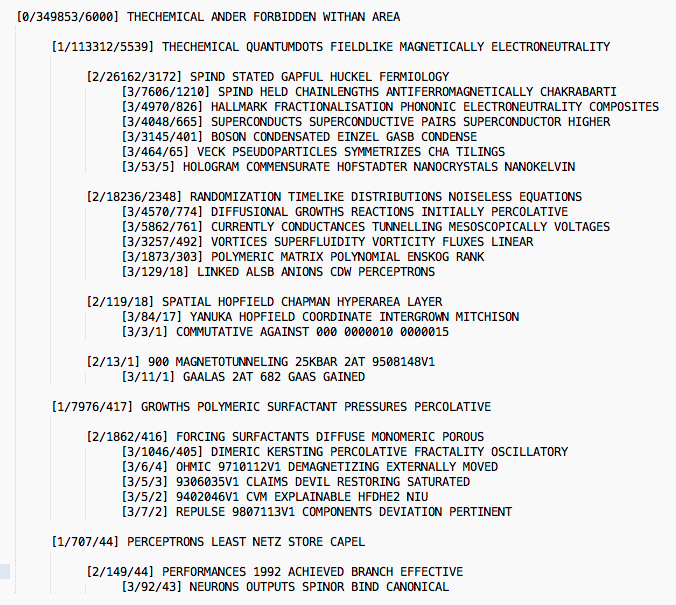 [0/349853/6000] THECHEMICAL ANDER FORBIDDEN WITHAN AREA
[1/113312/5539] THECHEMICAL QUANTUMDOTS FIELDLIKE MAGNETICALLY ELECTRONEUTRALITY
[2/26162/3172] SPIND STATED GAPFUL HUCKEL FERMIOLOGY
[3/7606/1210] SPIND HELD CHAINLENGTHS ANTIFERROMAGNETICALLY CHAKRABARTI
[3/4970/826] HALLMARK FRACTIONALISATION PHONONIC ELECTRONEUTRALITY COMPOSITES
[3/4048/665] SUPERCONDUCTS SUPERCONDUCTIVE PAIRS SUPERCONDUCTOR HIGHER
[3/3145/401] BOSON CONDENSATED EINZEL GASB CONDENSE
[3/464/65] VECK PSEUDOPARTICLES SYMMETRIZES CHA TILINGS
[3/53/5] HOLOGRAM COMMENSURATE HOFSTADTER NANOCRYSTALS NANOKELVIN
[2/18236/2348] RANDOMIZATION TIMELIKE DISTRIBUTIONS NOISELESS EQUATIONS
[3/4570/774] DIFFUSIONAL GROWTHS REACTIONS INITIALLY PERCOLATIVE
[3/5862/761] CURRENTLY CONDUCTANCES TUNNELLING MESOSCOPICALLY VOLTAGES
[3/3257/492] VORTICES SUPERFLUIDITY VORTICITY FLUXES LINEAR
[3/1873/303] POLYMERIC MATRIX POLYNOMIAL ENSKOG RANK
[3/129/18] LINKED ALSB ANIONS CDW PERCEPTRONS
[2/119/18] SPATIAL HOPFIELD CHAPMAN HYPERAREA LAYER
[3/84/17] YANUKA HOPFIELD COORDINATE INTERGROWN MITCHISON
[3/3/1] COMMUTATIVE AGAINST 000 0000010 0000015
[2/13/1] 900 MAGNETOTUNNELING 25KBAR 2AT 9508148V1
[3/11/1] GAALAS 2AT 682 GAAS GAINED
[1/7976/417] GROWTHS POLYMERIC SURFACTANT PRESSURES PERCOLATIVE
[2/1862/416] FORCING SURFACTANTS DIFFUSE MONOMERIC POROUS
[3/1046/405] DIMERIC KERSTING PERCOLATIVE FRACTALITY OSCILLATORY
[3/6/4] OHMIC 9710112V1 DEMAGNETIZING EXTERNALLY MOVED
[3/5/3] 9306035V1 CLAIMS DEVIL RESTORING SATURATED
[3/5/2] 9402046V1 CVM EXPLAINABLE HFDHE2 NIU
[3/7/2] REPULSE 9807113V1 COMPONENTS DEVIATION PERTINENT
[1/707/44] PERCEPTRONS LEAST NETZ STORE CAPEL
[2/149/44] PERFORMANCES 1992 ACHIEVED BRANCH EFFECTIVE
[3/92/43] NEURONS OUTPUTS SPINOR BIND CANONICAL